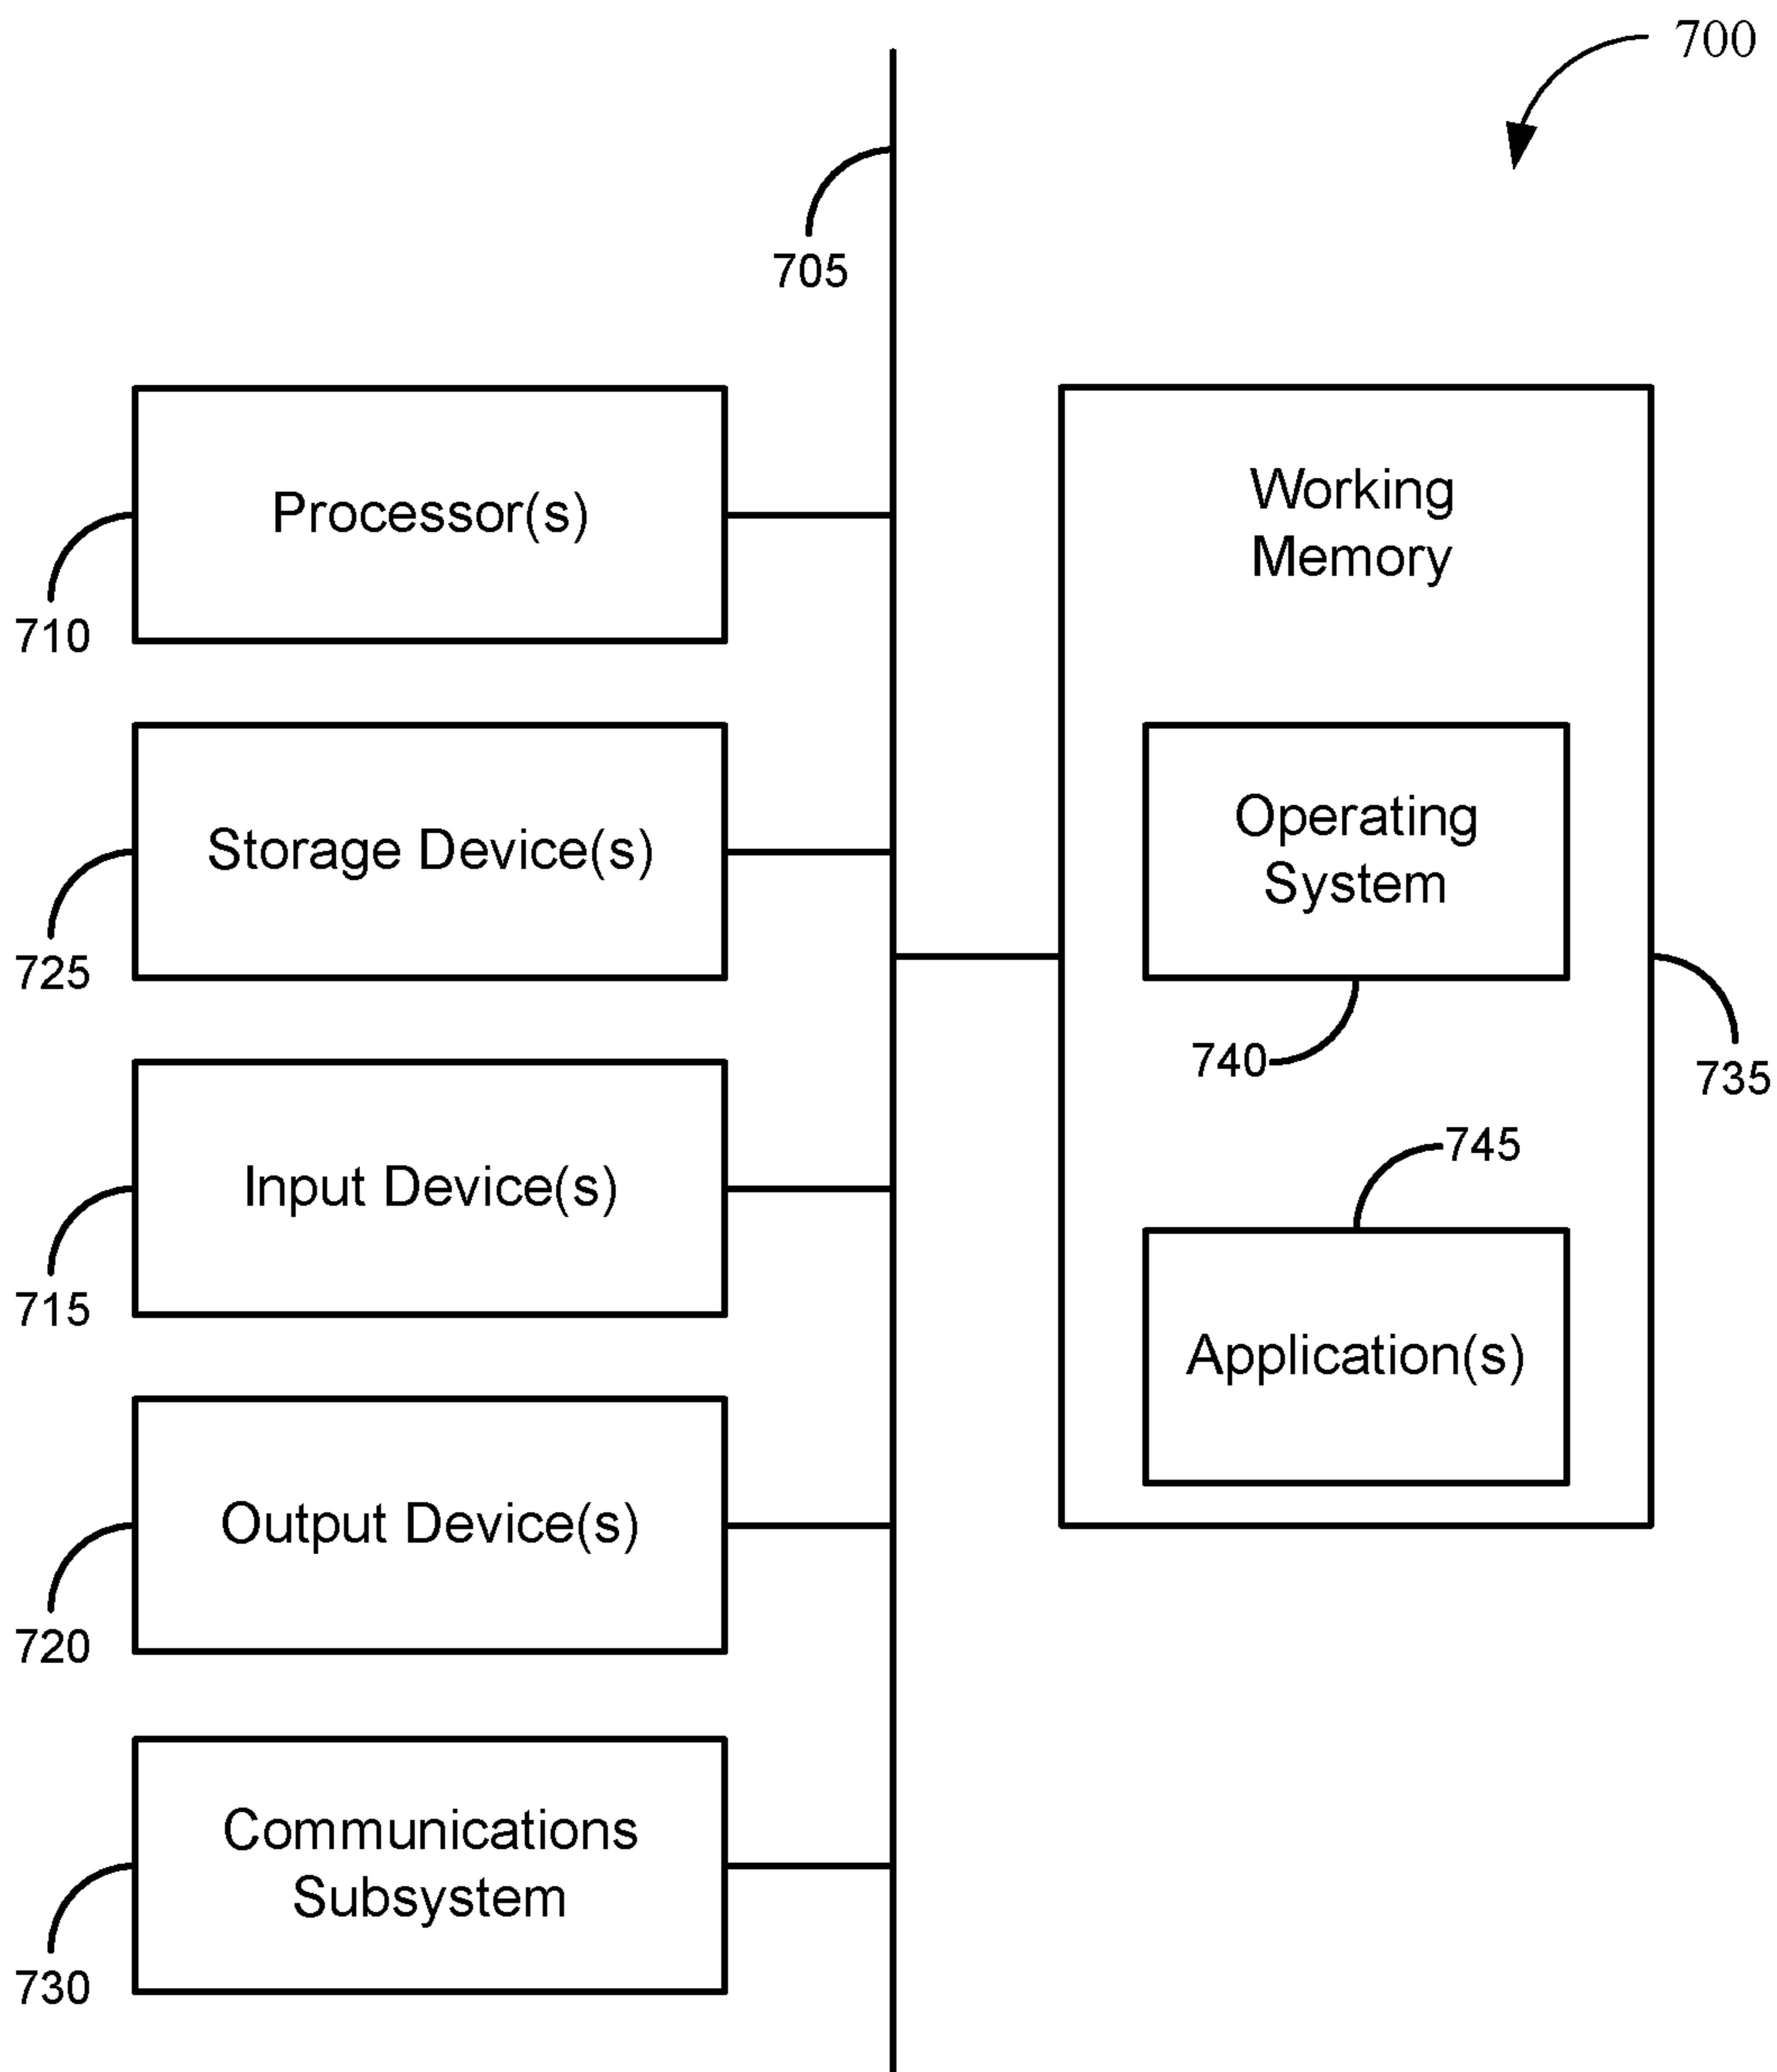 700
705
Processor(s)
710
Storage Device(s)
725
Input Device(s)
715
Output Device(s)
720
Communications
Subsystem
730
Working
Memory
Operating
System
740
735
745
Application(s)